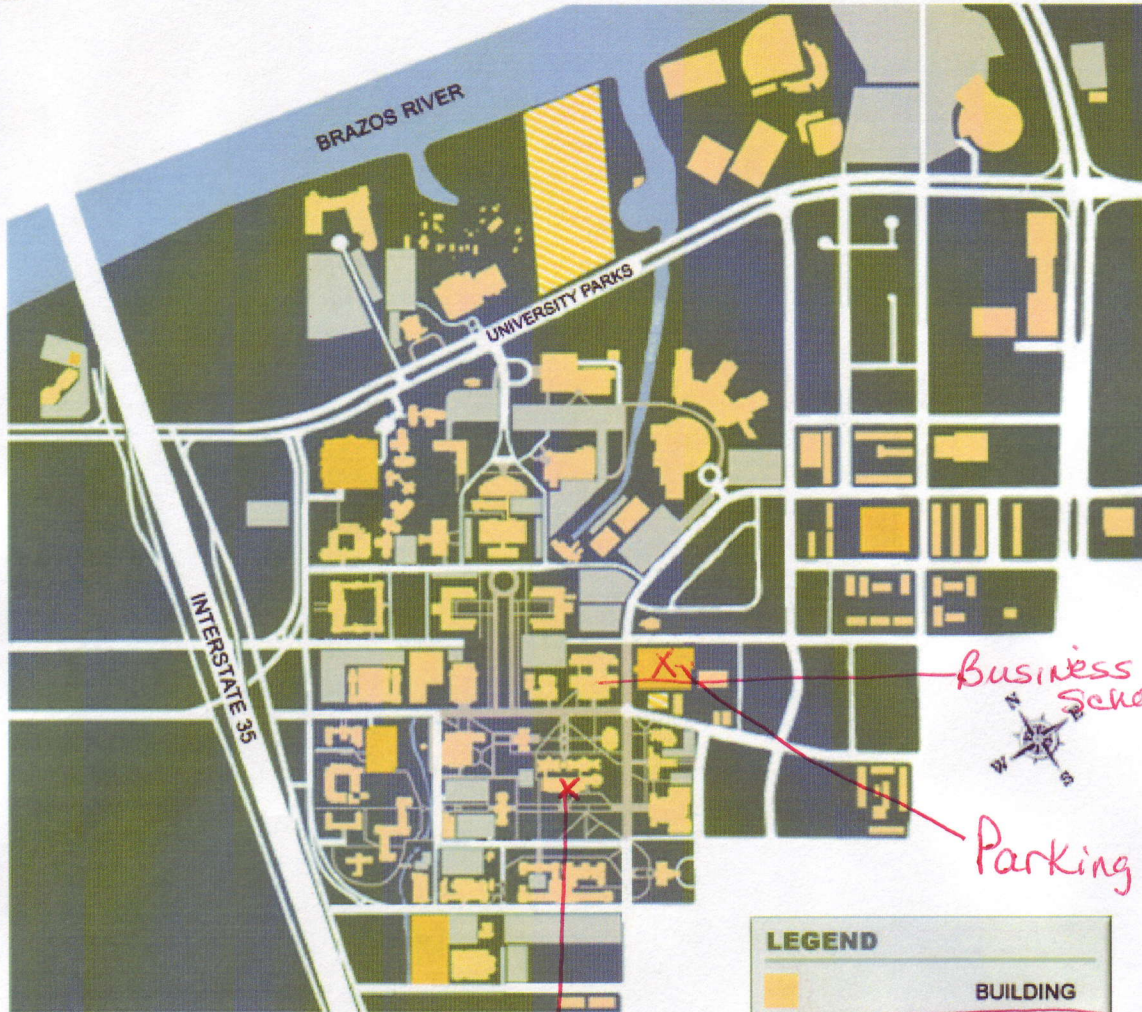 BRAZOS RIVER
UNIVERSITY PARKS
INTERSTATE 35
Business
N
E
W
S
Parking
LEGEND
BUILDING